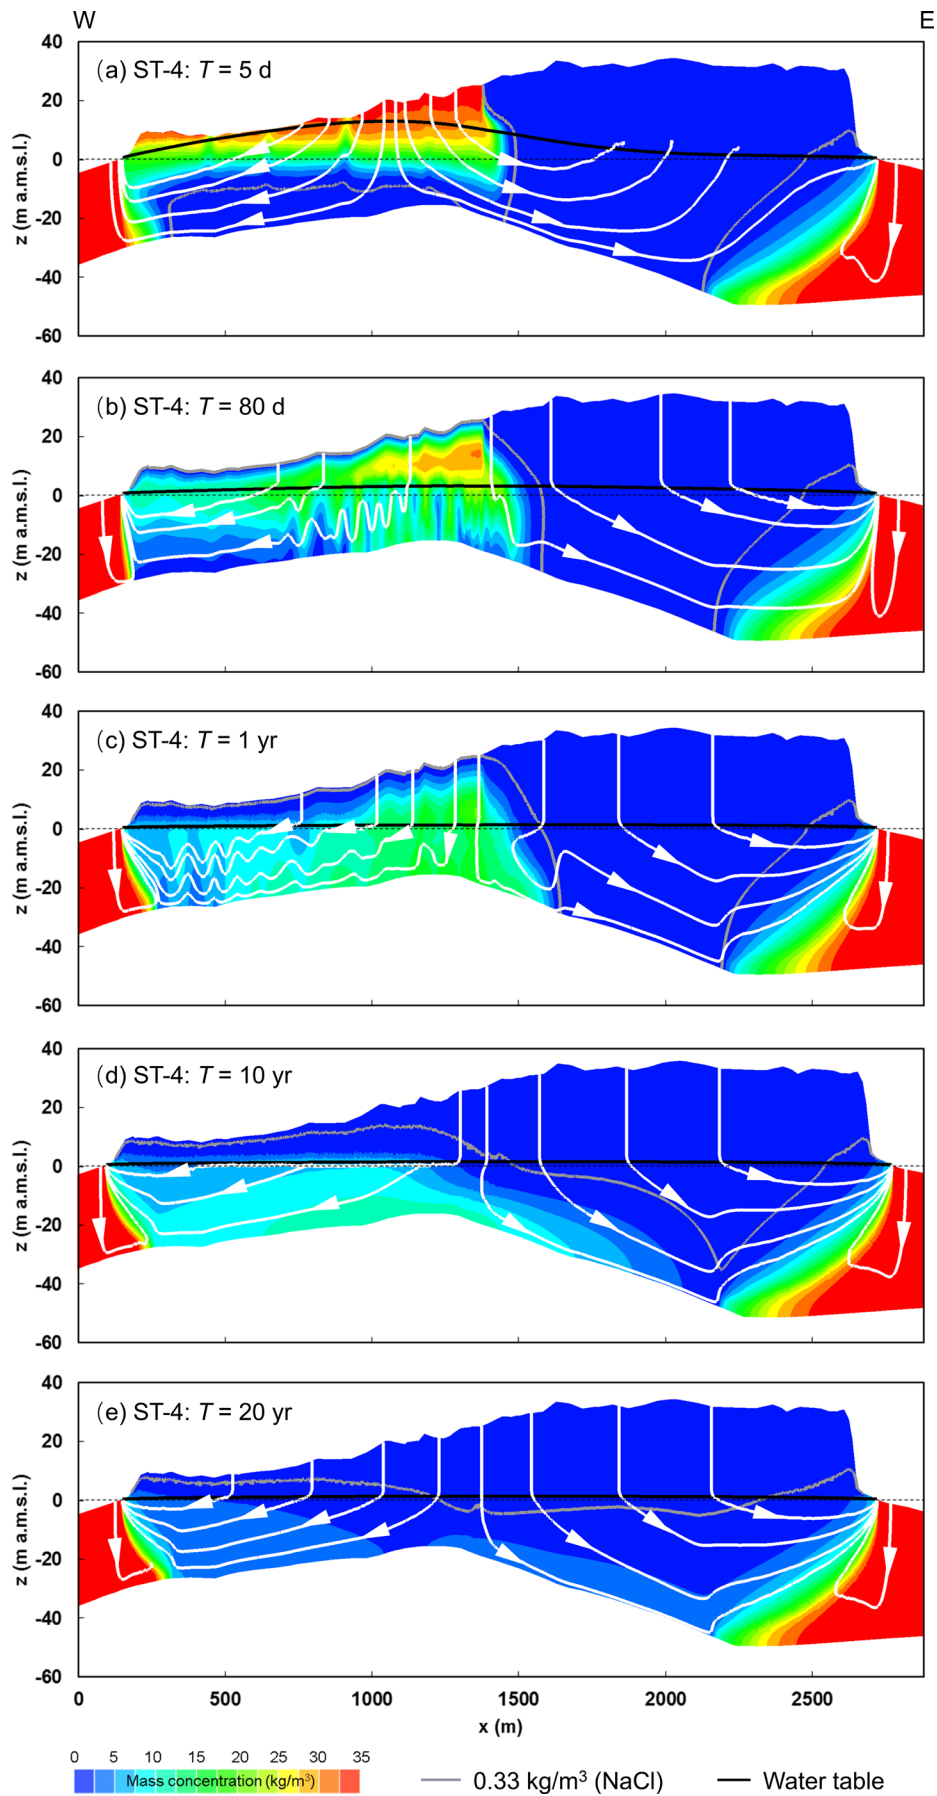 W E
(a) ST-4: T = 5 d
40
20
0
-20
-40
-60
z (m a.m.s.l.)
(b) ST-4: T = 80 d
40
20
0
-20
-40
-60
z (m a.m.s.l.)
(c) ST-4: T = 1 yr
40
20
0
-20
-40
-60
z (m a.m.s.l.)
(d) ST-4: T = 10 yr
40
20
0
-20
-40
-60
z (m a.m.s.l.)
(e) ST-4: T = 20 yr
40
20
0
-20
-40
-60
z (m a.m.s.l.)
0 500 1000 1500 2000 2500
x (m)
0 5 10 15 20 25 30 35
Mass concentration (kg/m³)
0.33 kg/m³ (NaCl)
Water table